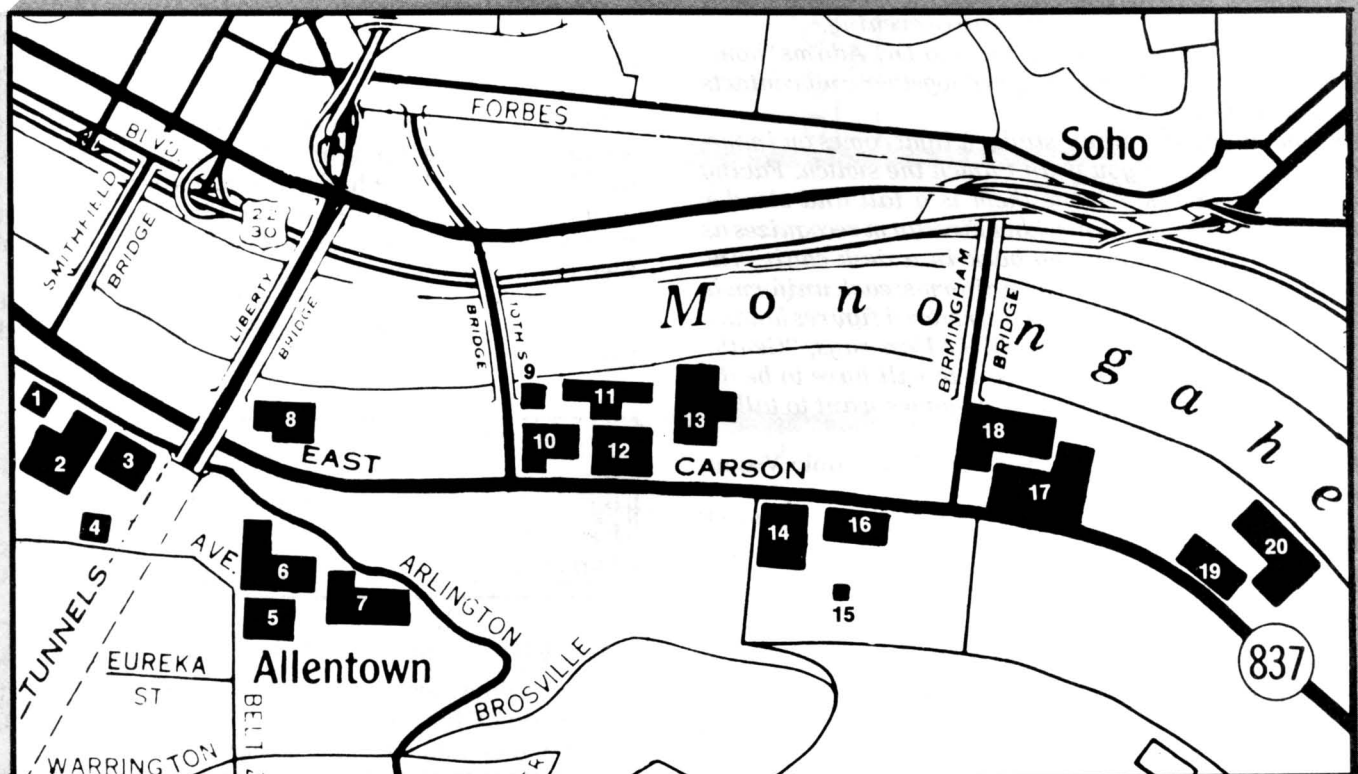 FORBES
Soho
BLVD.
22
30
SMITHFIELD
BRIDGE
LIBERTY
BRIDGE
10TH S
BRIDGE
BIRMINGHAM
BRIDGE
Monongahe
1
2
3
4
5
6
7
8
9
10
11
12
13
14
15
16
17
18
19
20
EAST CARSON
AVE.
ARLINGTON
TUNNELS
EUREKA
ST
Allentown
BROSVILLE
BELT
WARRINGTON
837